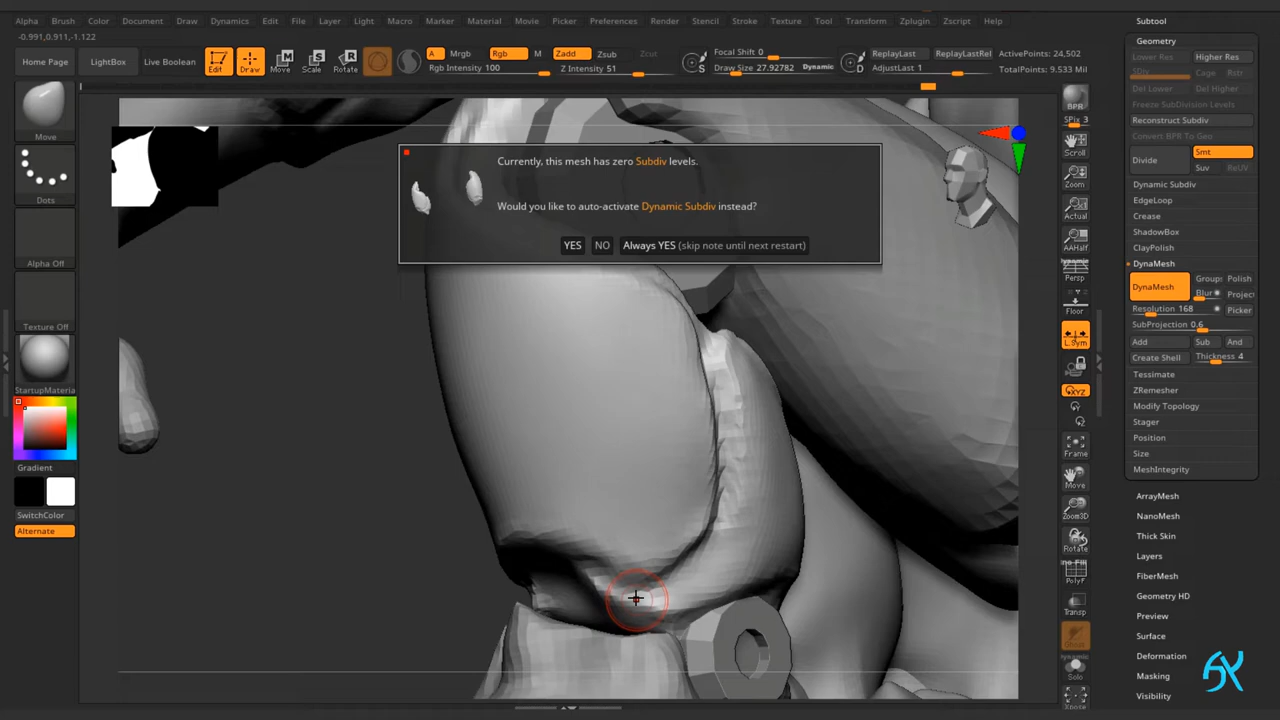 Alpha Brush Color Document Draw Dynamics Edit File Layer Light Macro Marker Material Movie Picker Preferences Render Stencil Stroke Texture Tool Transform Zplugin Zscript Help
-0.991,0.911,-1.122
Home Page LightBox Live Boolean Edit Draw Move Scale Rotate
A Mrgb Rgb M Zadd Zsub Zcut
Rgb Intensity 100 Z Intensity 51
S Focal Shift 0
Draw Size 27.92782 Dynamic
D ReplayLast ReplayLastRel
AdjustLast 1
ActivePoints: 24,502
TotalPoints: 9.533 mil
Move
Dots
Alpha Off
Texture Off
StartupMateria
Gradient
SwitchColor
Alternate
Currently, this mesh has zero Subdiv levels.
Would you like to auto-activate Dynamic Subdiv instead?
YES NO Always YES (skip note until next restart)
BPR
SPix 3
Scroll
Zoom
Actual
AAHalf
Dynamic
Persp
Floor
L.Sym
XYZ
Frame
Move
Zoom3D
Rotate
PolyF
Transp
Ghost
Dynamic
Solo
Xpose
Subtool
Geometry
Lower Res Higher Res
SDiv Cage Rstr
Del Lower Del Higher
Freeze SubDivision Levels
Reconstruct Subdiv
Convert BPR To Geo
Divide Smt
Suv ReUV
Dynamic Subdiv
EdgeLoop
Crease
ShadowBox
ClayPolish
DynaMesh
DynaMesh Groups Polish
Blur Project
Resolution 168 Picker
SubProjection 0.6
Add Sub And
Create Shell Thickness 4
Tessimate
ZRemesher
Modify Topology
Stager
Position
Size
MeshIntegrity
ArrayMesh
NanoMesh
Thick Skin
Layers
FiberMesh
Geometry HD
Preview
Surface
Deformation
Masking
Visibility